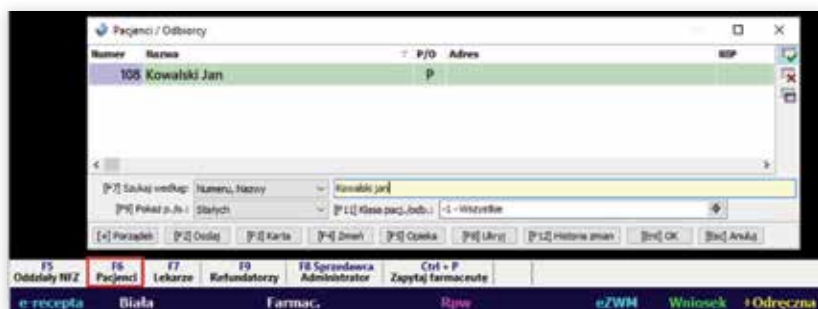 Pacjenci / Odbiorcy
Numer Nazwa P/O Adres NIP
108 Kowalski Jan P
[F7] Szukaj według: Numeru, Nazwy Kowalski jan
[F9] Pokaż p./o.: Stałych [F11] Klasa pacj./odb.: -1 - Wszystkie
[+] Porządek [F2] Dodaj [F3] Karta [F4] Zmień [F5] Opieka [F8] Ukryj [F12] Historia zmian [Ent] OK [Esc] Anuluj
F5 F6 F7 F9 F8 Sprzedawca Ctrl + P
Oddziały NFZ Pacjenci Lekarze Refundatorzy Administrator Zapytaj farmaceutę
e-recepta Biała Farmac. Rpw eZWM Wniosek +Odręczna